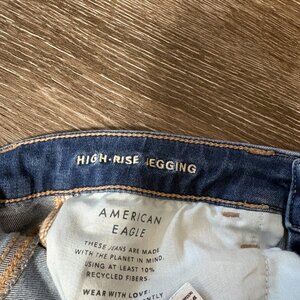 HIGH-RISE JEGGING
AMERICAN
EAGLE
THESE JEANS ARE MADE
WITH THE PLANET IN MIND,
USING AT LEAST 10%
RECYCLED FIBERS.
WEAR WITH LOVE.